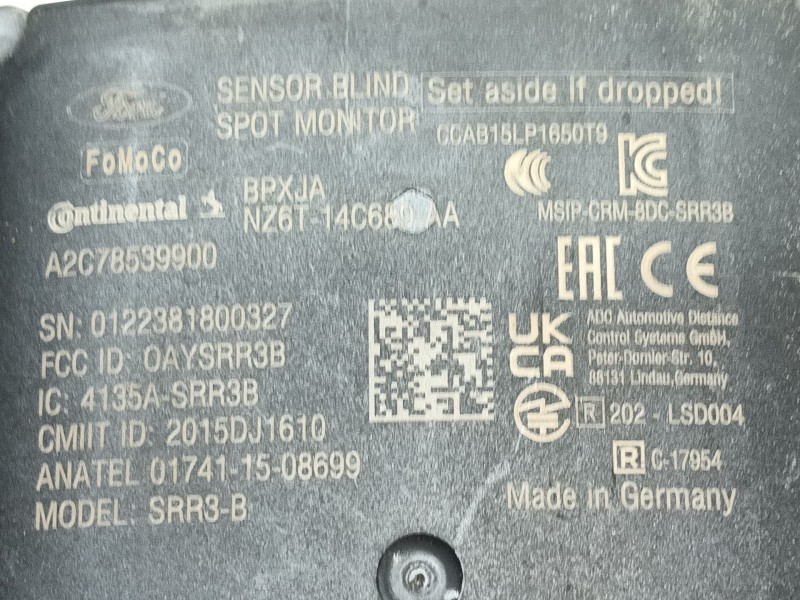 Ford
SENSOR BLIND
SPOT MONITOR
Set aside if dropped!
FoMoCo
CCAB15LP1650T9
Continental
BPXJA
NZ6T-14C689 AA
MSIP-CRM-8DC-SRR3B
A2C78539900
EAC CE
SN: 0122381800327
FCC ID: OAYSRR3B
IC: 4135A-SRR3B
CMIIT ID: 2015DJ1610
ANATEL 01741-15-08699
MODEL: SRR3-B
UK
CA
ADC Automotive Distance
Control Systems GmbH,
Peter-Dornier-Str. 10,
88131 Lindau,Germany
R 202 - LSD004
R C-17954
Made in Germany